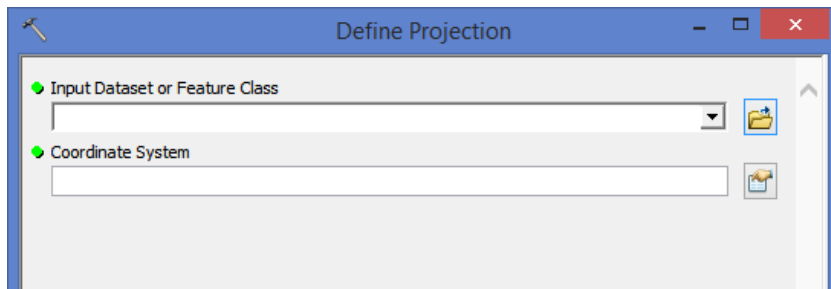 Define Projection
Input Dataset or Feature Class
Coordinate System